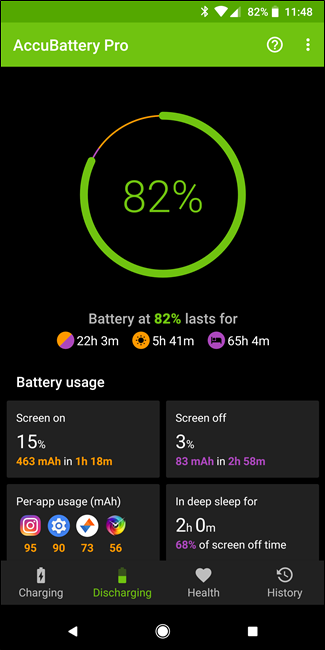 82% 11:48
AccuBattery Pro
82%
Battery at 82% lasts for
22h 3m 5h 41m 65h 4m
Battery usage
Screen on
15%
463 mAh in 1h 18m
Screen off
3%
83 mAh in 2h 58m
Per-app usage (mAh)
95 90 73 56
In deep sleep for
2h 0m
68% of screen off time
Charging Discharging Health History